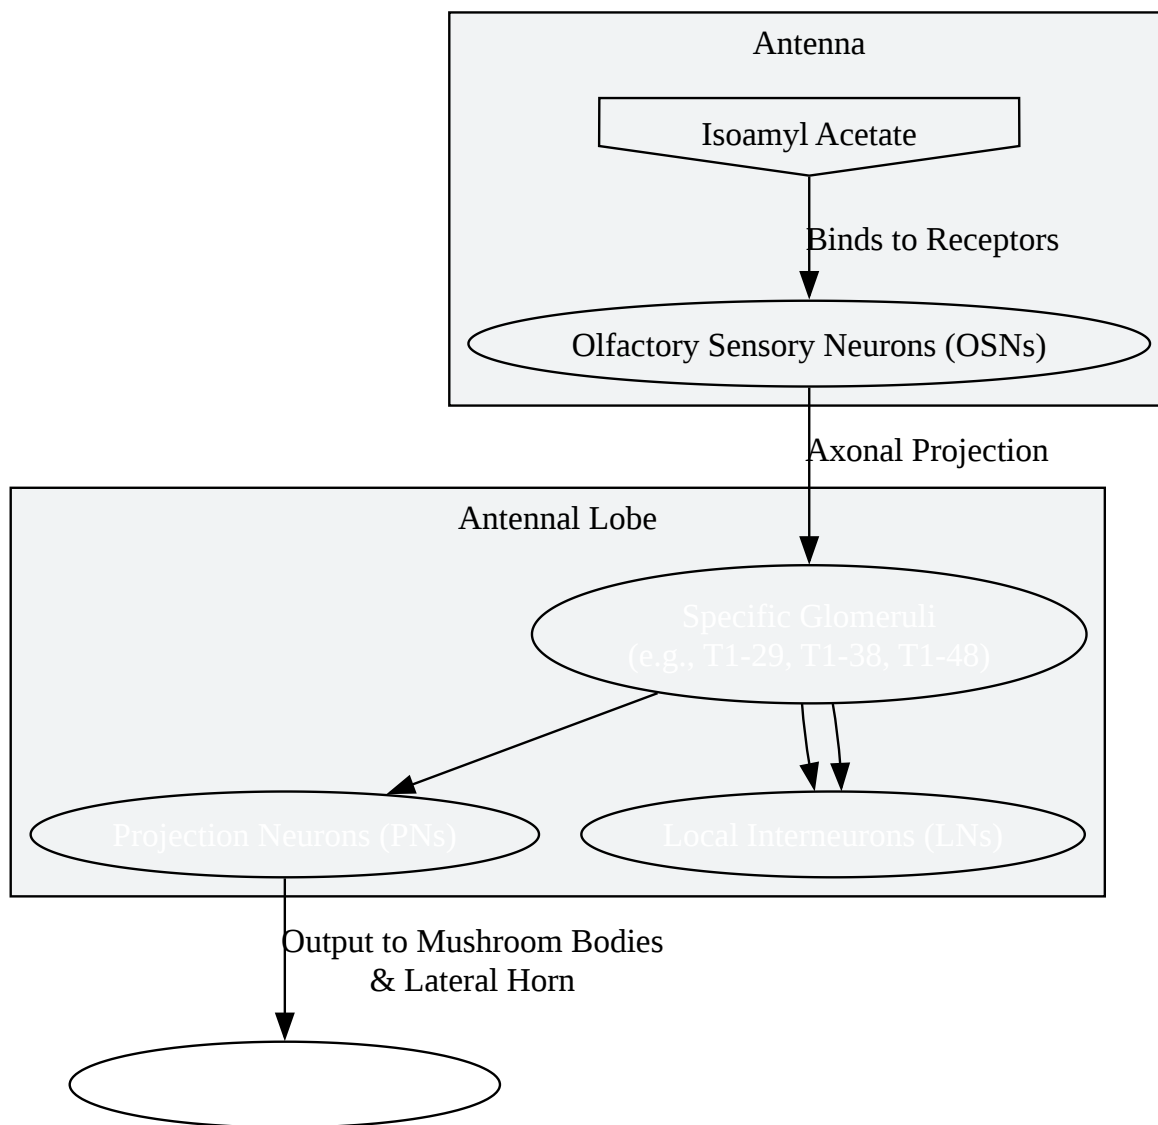 Antenna
Isoamyl Acetate
Binds to Receptors
Olfactory Sensory Neurons (OSNs)
Axonal Projection
Antennal Lobe
Specific Glomeruli
(e.g., T1-29, T1-38, T1-48)
Projection Neurons (PNs)
Local Interneurons (LNs)
Output to Mushroom Bodies
& Lateral Horn